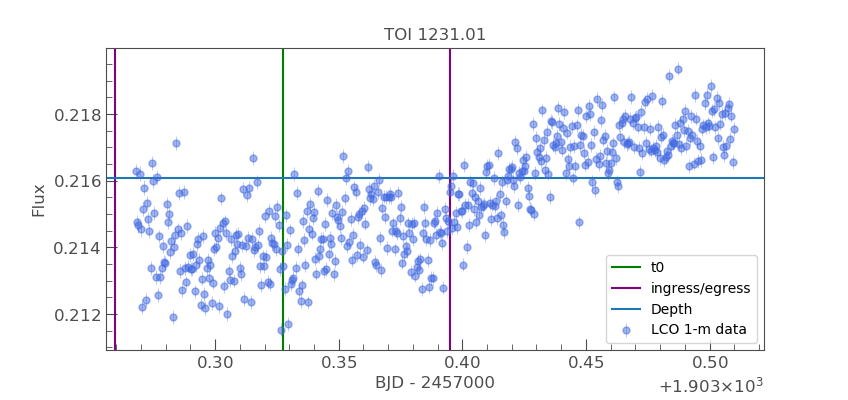 TOI 1231.01
0.218
0.216
0.214
0.212
Flux
t0
ingress/egress
Depth
LCO 1-m data
0.30 0.35 0.40 0.45 0.50
BJD - 2457000
+1.903×10³